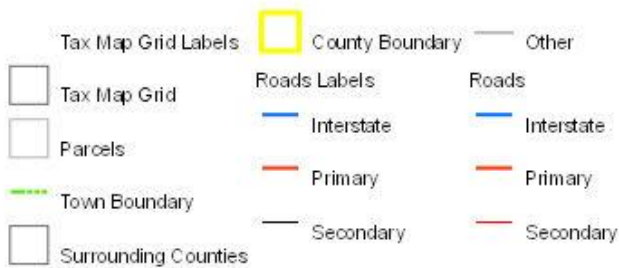 Tax Map Grid Labels
Tax Map Grid
Parcels
Town Boundary
Surrounding Counties
County Boundary
Roads Labels
Interstate
Primary
Secondary
Other
Roads
Interstate
Primary
Secondary